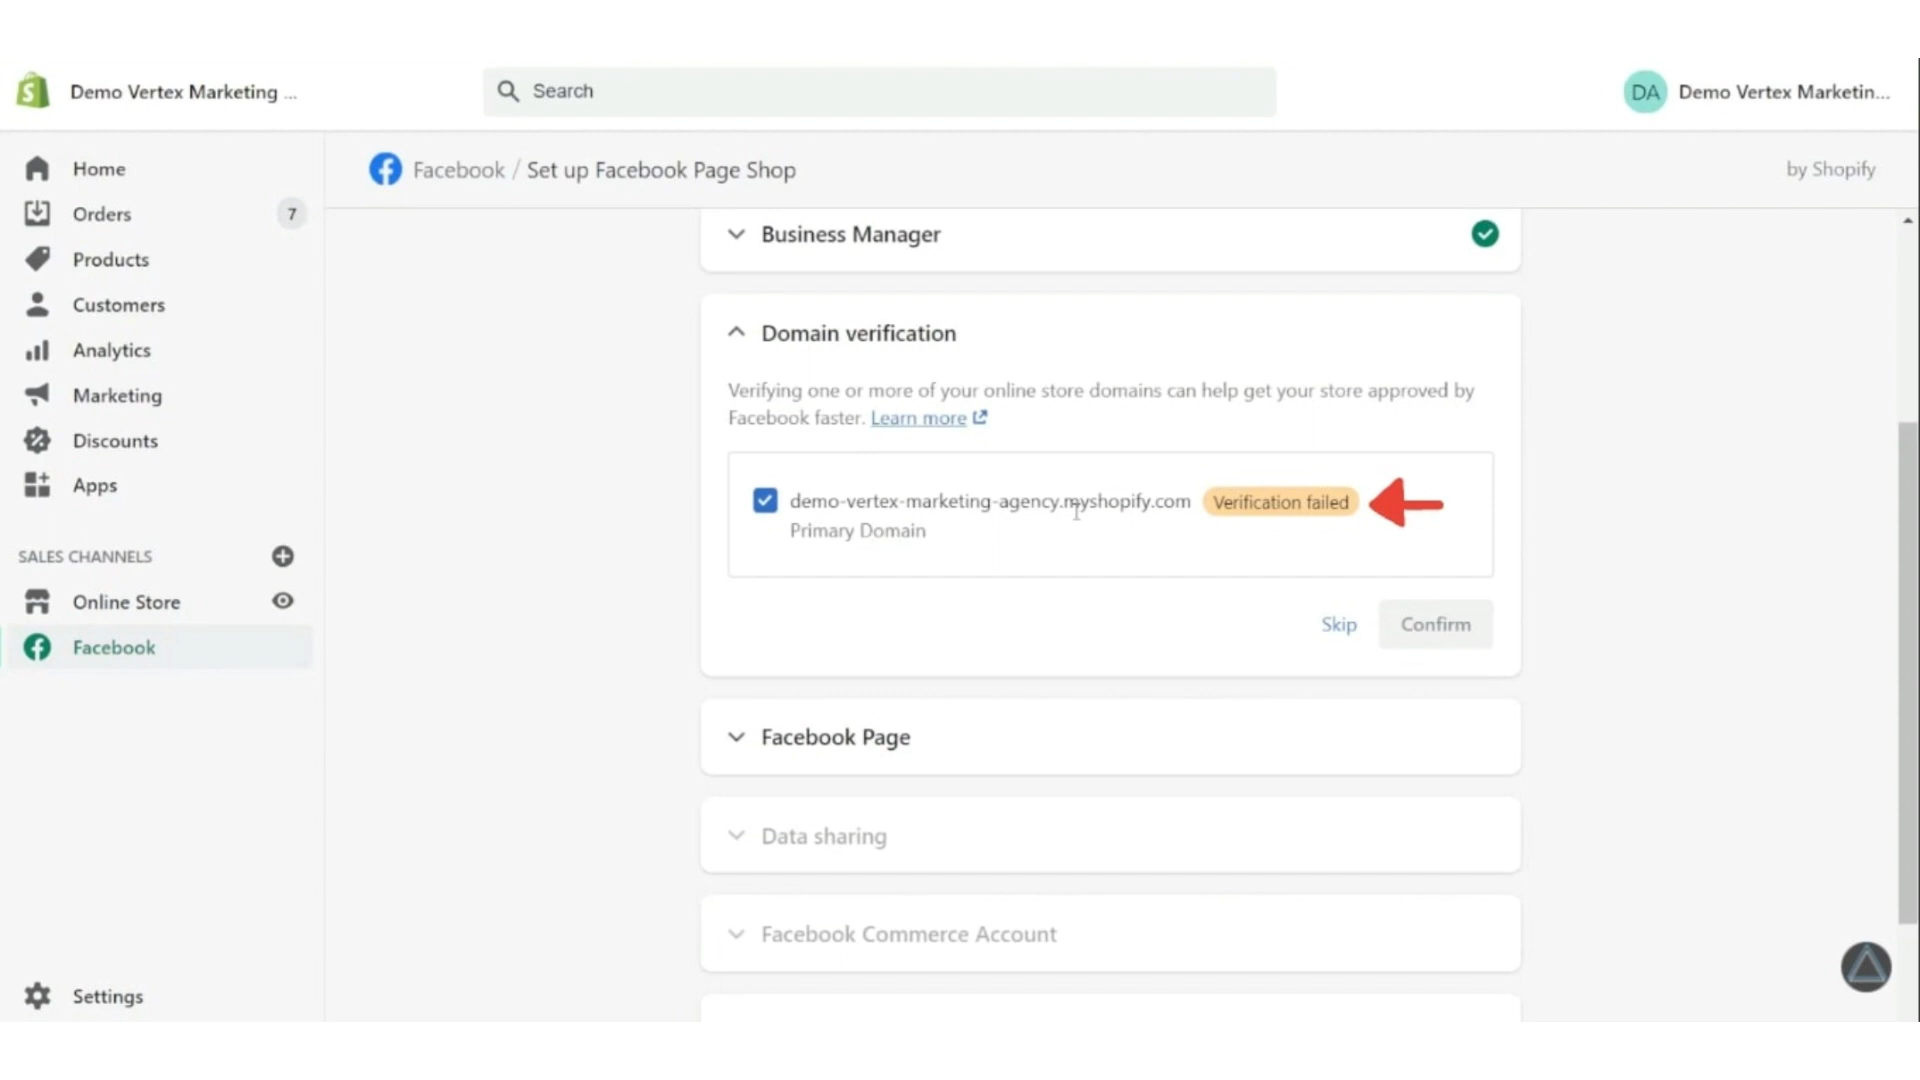 Demo Vertex Marketing ...
Search
DA Demo Vertex Marketin...
Home
Orders 7
Products
Customers
Analytics
Marketing
Discounts
Apps
SALES CHANNELS
Online Store
Facebook
Settings
Facebook / Set up Facebook Page Shop
by Shopify
Business Manager
Domain verification
Verifying one or more of your online store domains can help get your store approved by
Facebook faster. Learn more
demo-vertex-marketing-agency.myshopify.com Verification failed
Primary Domain
Skip Confirm
Facebook Page
Data sharing
Facebook Commerce Account